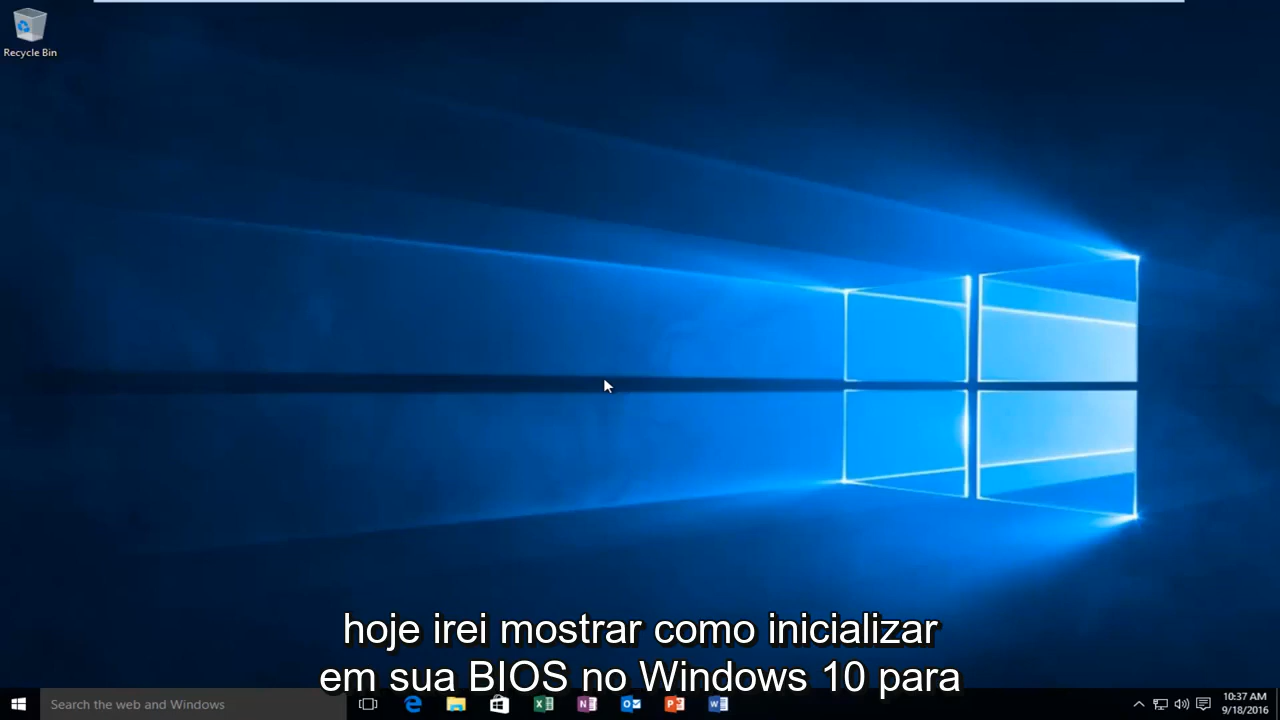 Recycle Bin
hoje irei mostrar como inicializar
em sua BIOS no Windows 10 para
Search the web and Windows
10:37 AM
9/18/2016